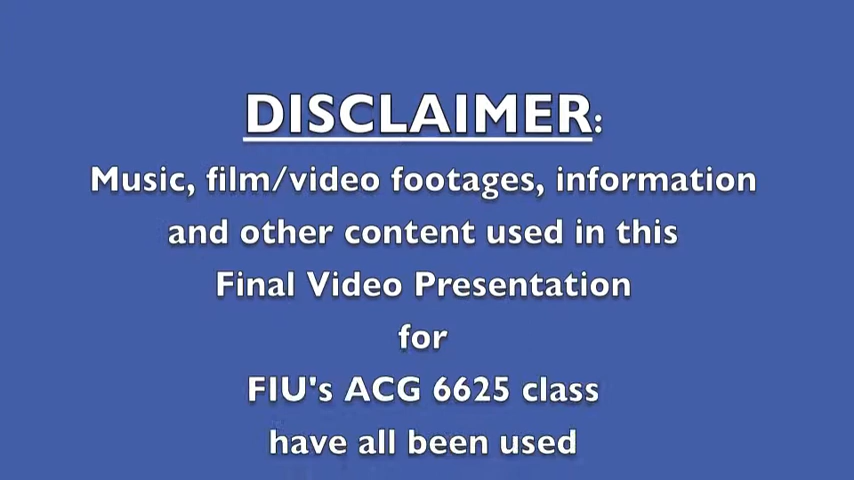 DISCLAIMER:
Music, film/video footages, information
and other content used in this
Final Video Presentation
for
FIU's ACG 6625 class
have all been used